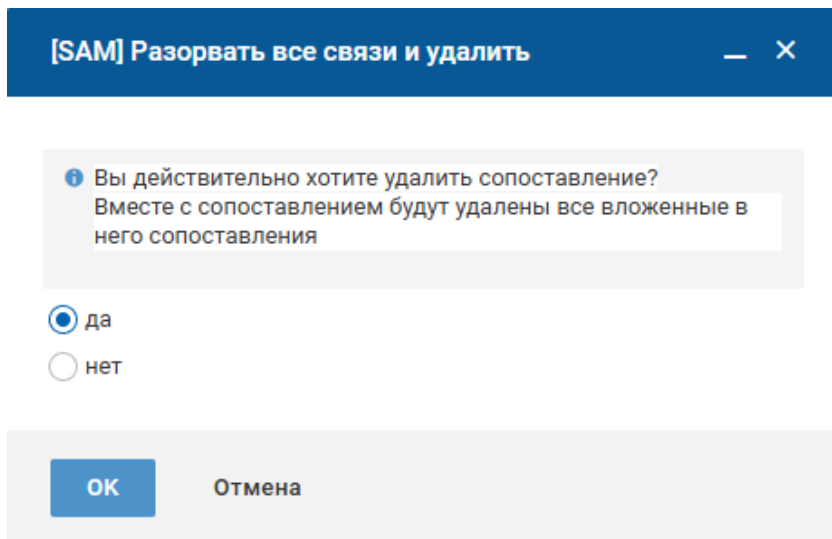 [SAM] Разорвать все связи и удалить
Вы действительно хотите удалить сопоставление?
Вместе с сопоставлением будут удалены все вложенные в
него сопоставления
да
нет
ОК
Отмена